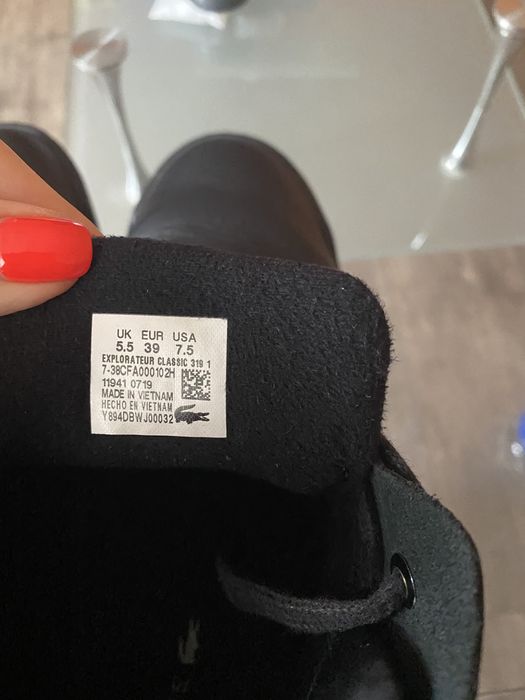 UK EUR USA
5.5 39 7.5
EXPLORATEUR CLASSIC 319 1
7-38CFA000102H
11941 0719
MADE IN VIETNAM
HECHO EN VIETNAM
Y894DBWJ00032